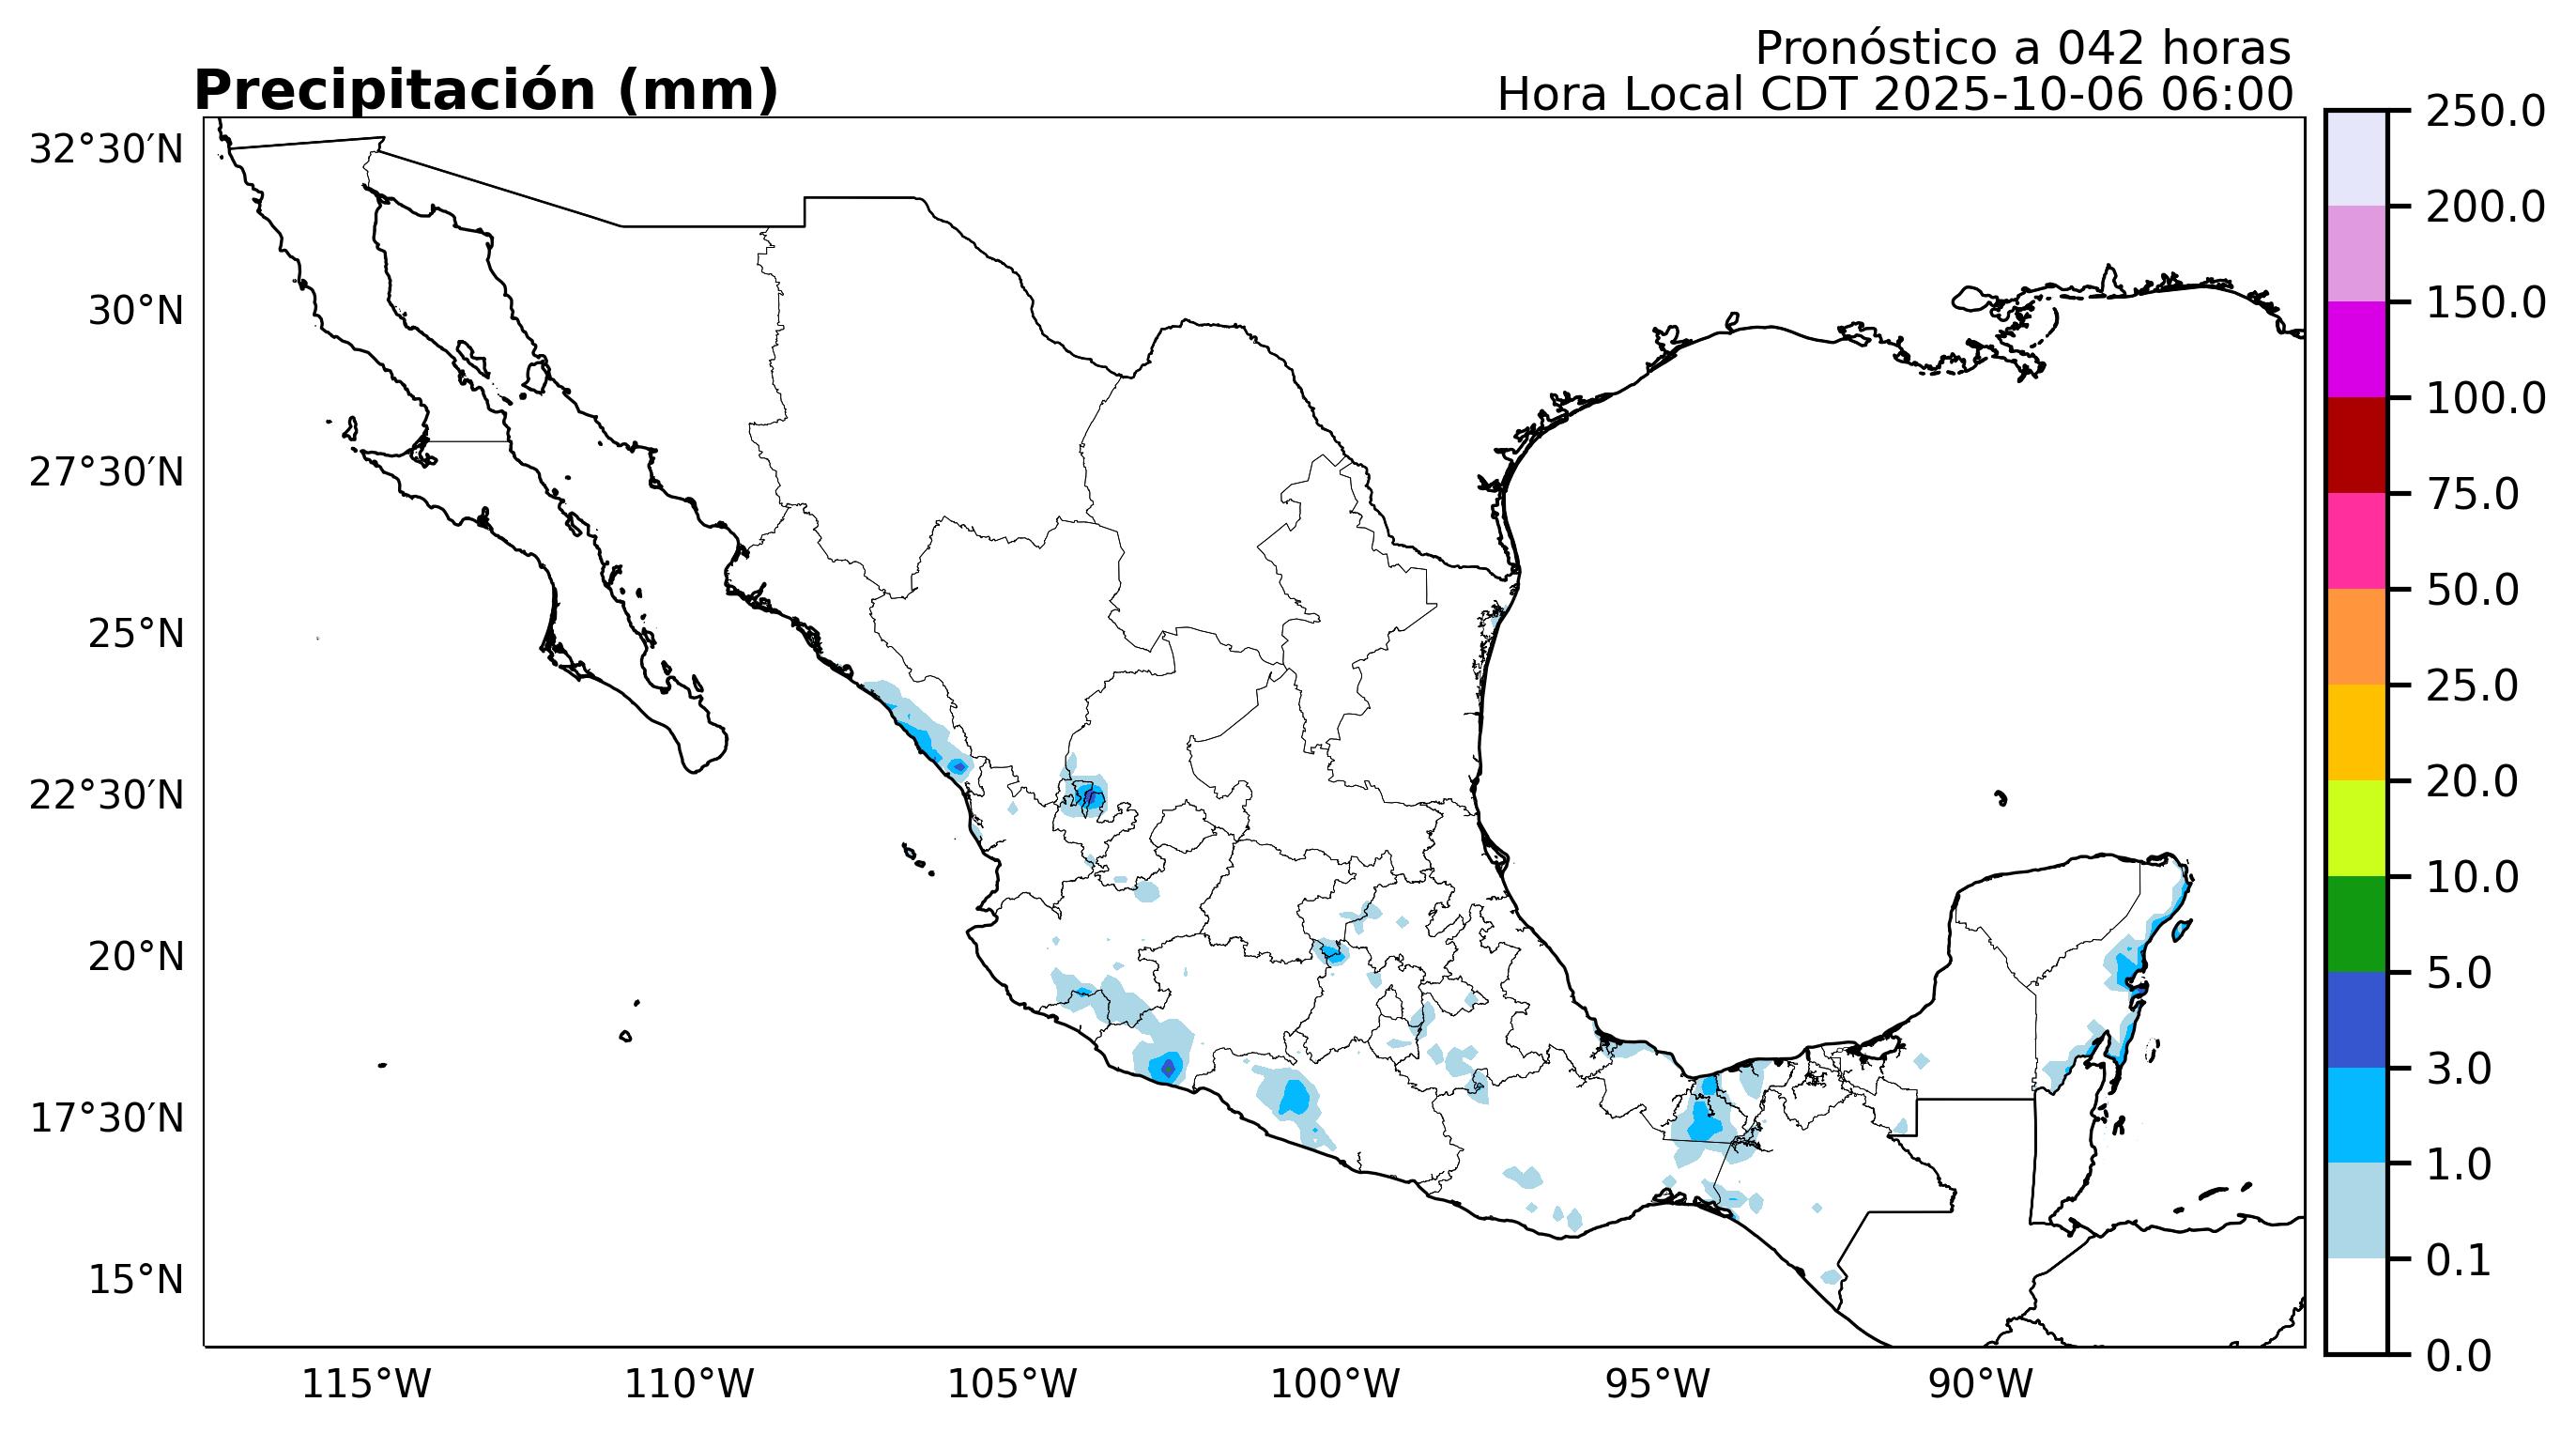 Pronóstico a 042 horas
Precipitación (mm)
Hora Local CDT 2025-10-06 06:00
32°30′N
30°N
27°30′N
25°N
22°30′N
20°N
17°30′N
15°N
115°W
110°W
105°W
100°W
95°W
90°W
250.0
200.0
150.0
100.0
75.0
50.0
25.0
20.0
10.0
5.0
3.0
1.0
0.1
0.0